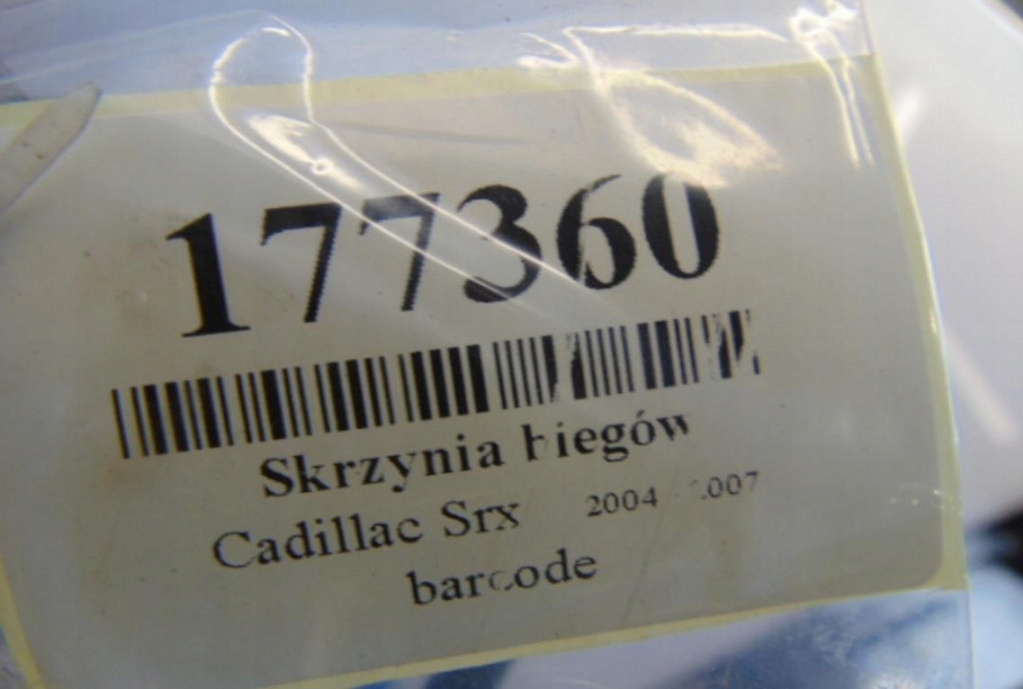 177360
Skrzynia biegów
Cadillac Srx 2004 2007
barcode